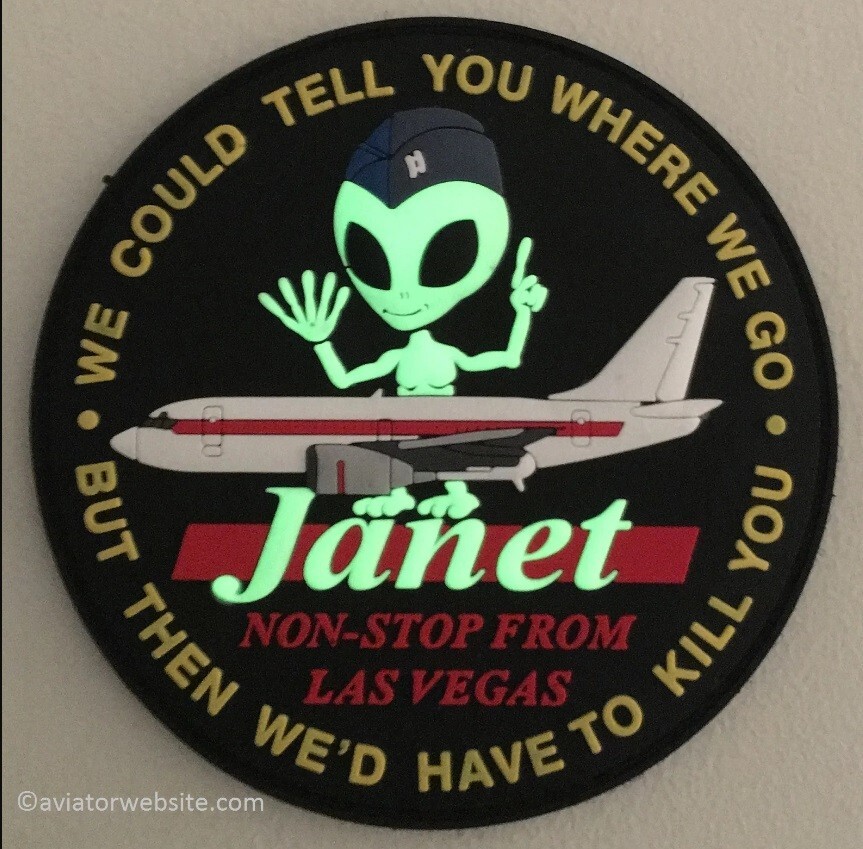 WE COULD TELL YOU WHERE WE GO
Janet
NON-STOP FROM
LAS VEGAS
BUT THEN WE'D HAVE TO KILL YOU
©aviatorwebsite.com